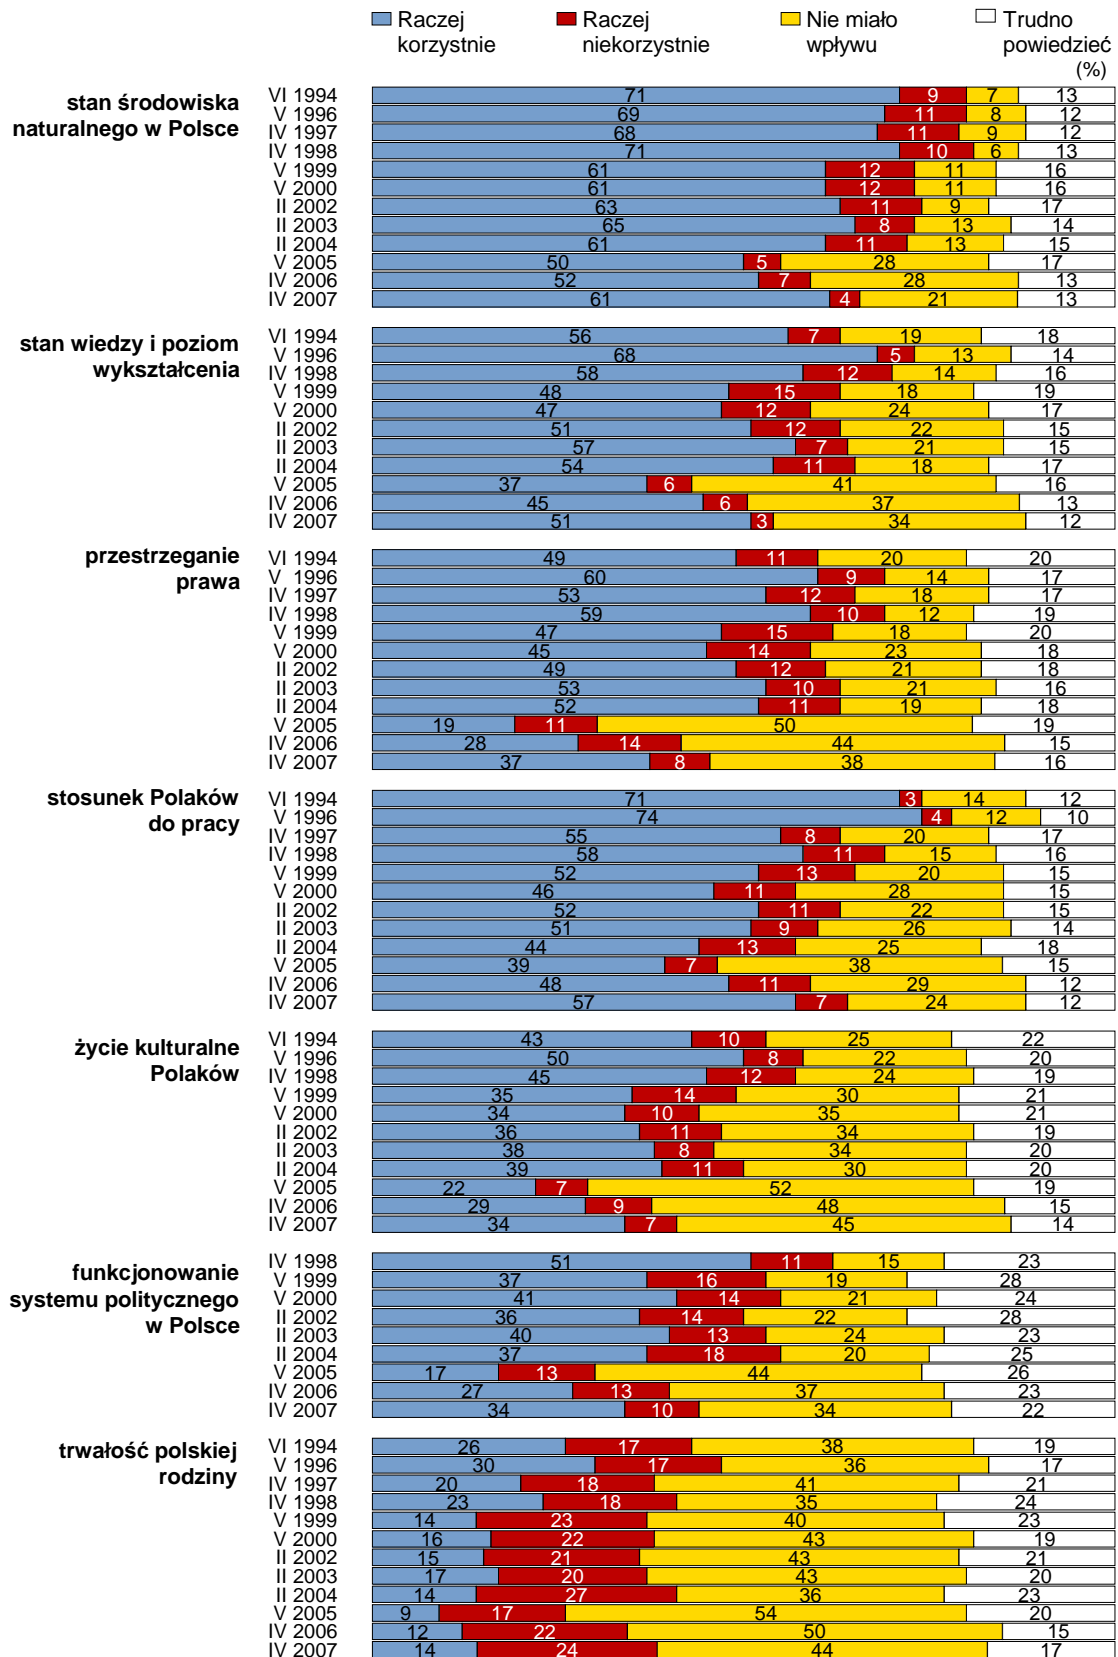 Raczej korzystnie
Raczej niekorzystnie
Nie miało wpływu
Trudno powiedzieć
(%)
stan środowiska naturalnego w Polsce
VI 1994 71 9 7 13
V 1996 69 11 8 12
IV 1997 68 11 9 12
IV 1998 71 10 6 13
V 1999 61 12 11 16
V 2000 61 12 11 16
II 2002 63 11 9 17
II 2003 65 8 13 14
II 2004 61 11 13 15
V 2005 50 5 28 17
IV 2006 52 7 28 13
IV 2007 61 4 21 13
stan wiedzy i poziom wykształcenia
VI 1994 56 7 19 18
V 1996 68 5 13 14
IV 1998 58 12 14 16
V 1999 48 15 18 19
V 2000 47 12 24 17
II 2002 51 12 22 15
II 2003 57 7 21 15
II 2004 54 11 18 17
V 2005 37 6 41 16
IV 2006 45 6 37 13
IV 2007 51 3 34 12
przestrzeganie prawa
VI 1994 49 11 20 20
V 1996 60 9 14 17
IV 1997 53 12 18 17
IV 1998 59 10 12 19
V 1999 47 15 18 20
V 2000 45 14 23 18
II 2002 49 12 21 18
II 2003 53 10 21 16
II 2004 52 11 19 18
V 2005 19 11 50 19
IV 2006 28 14 44 15
IV 2007 37 8 38 16
stosunek Polaków do pracy
VI 1994 71 3 14 12
V 1996 74 4 12 10
IV 1997 55 8 20 17
IV 1998 58 11 15 16
V 1999 52 13 20 15
V 2000 46 11 28 15
II 2002 52 11 22 15
II 2003 51 9 26 14
II 2004 44 13 25 18
V 2005 39 7 38 15
IV 2006 48 11 29 12
IV 2007 57 7 24 12
życie kulturalne Polaków
VI 1994 43 10 25 22
V 1996 50 8 22 20
IV 1998 45 12 24 19
V 1999 35 14 30 21
V 2000 34 10 35 21
II 2002 36 11 34 19
II 2003 38 8 34 20
II 2004 39 11 30 20
V 2005 22 7 52 19
IV 2006 29 9 48 15
IV 2007 34 7 45 14
funkcjonowanie systemu politycznego w Polsce
IV 1998 51 11 15 23
V 1999 37 16 19 28
V 2000 41 14 21 24
II 2002 36 14 22 28
II 2003 40 13 24 23
II 2004 37 18 20 25
V 2005 17 13 44 26
IV 2006 27 13 37 23
IV 2007 34 10 34 22
trwałość polskiej rodziny
VI 1994 26 17 38 19
V 1996 30 17 36 17
IV 1997 20 18 41 21
IV 1998 23 18 35 24
V 1999 14 23 40 23
V 2000 16 22 43 19
II 2002 15 21 43 21
II 2003 17 20 43 20
II 2004 14 27 36 23
V 2005 9 17 54 20
IV 2006 12 22 50 15
IV 2007 14 24 44 17